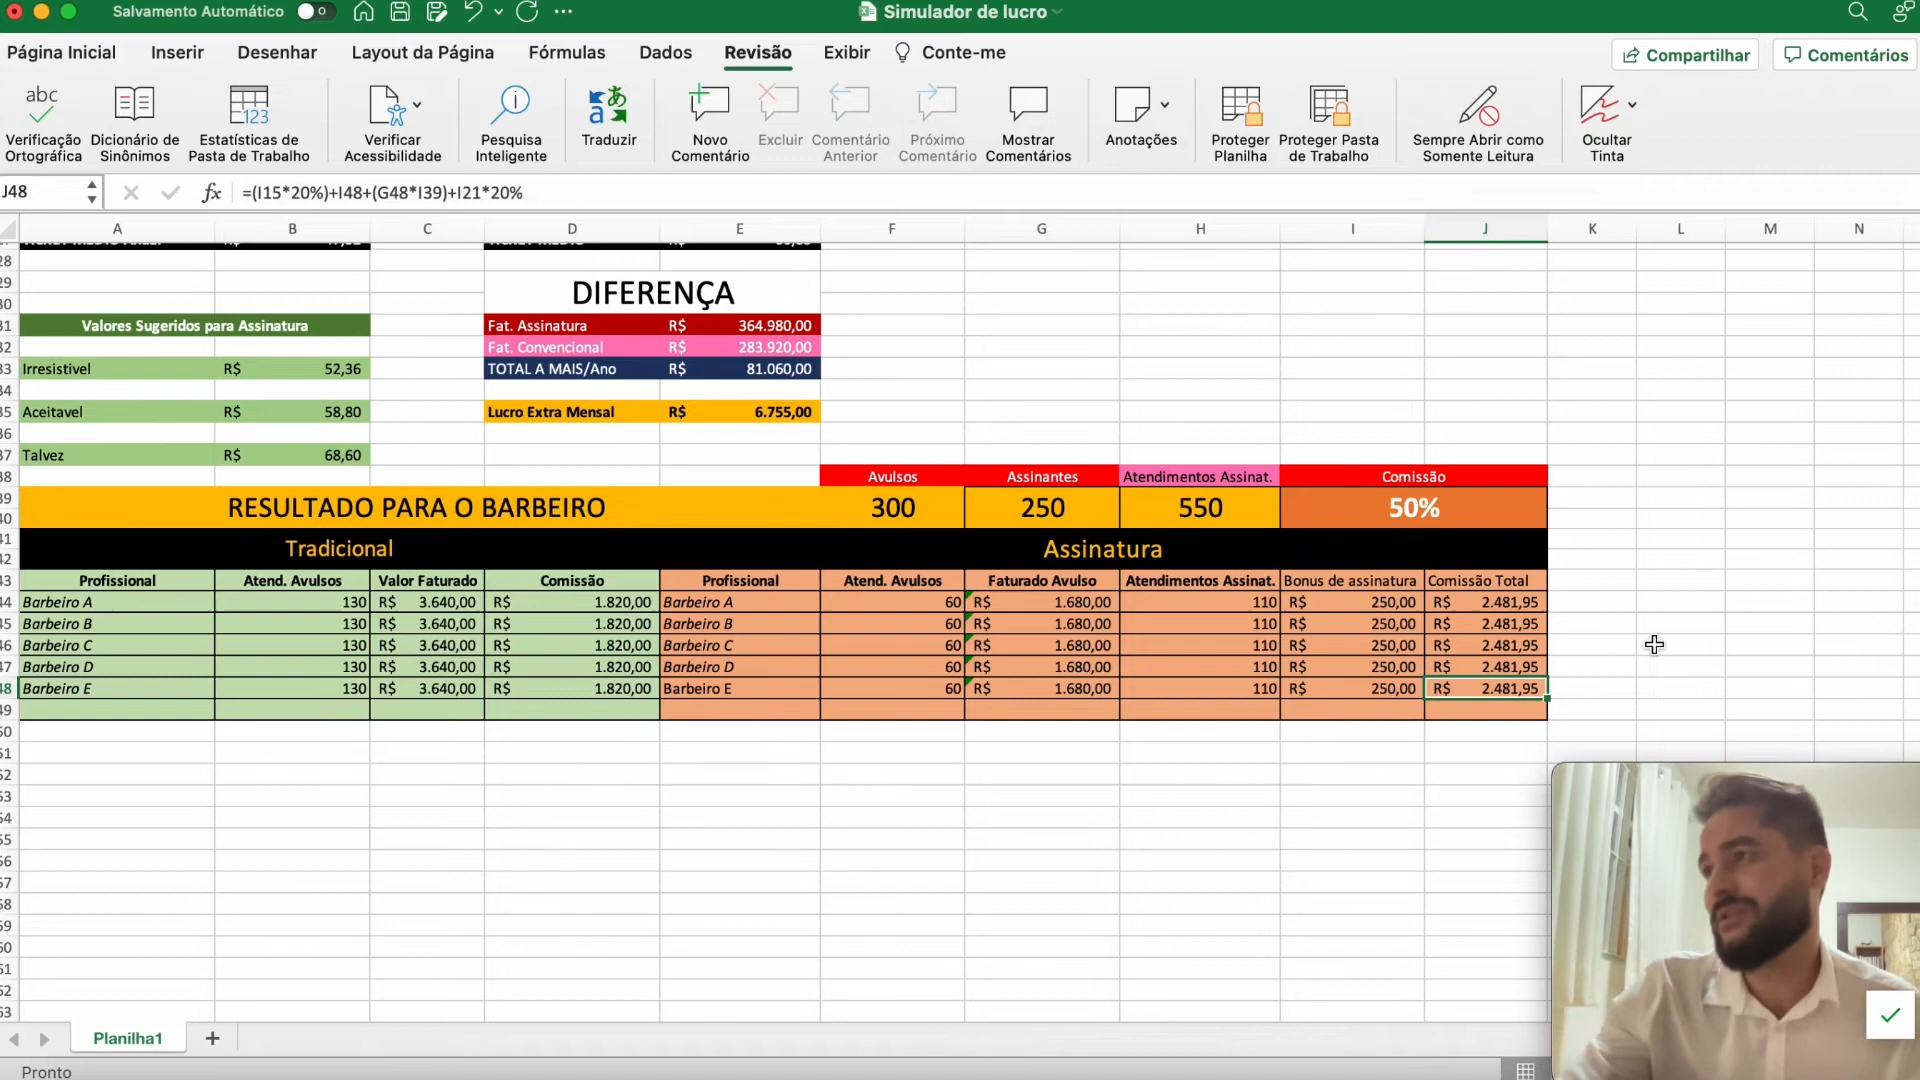 Salvamento Automático
Simulador de lucro
Página Inicial Inserir Desenhar Layout da Página Fórmulas Dados Revisão Exibir Conte-me Compartilhar Comentários
Verificação Ortográfica
Dicionário de Sinônimos
Estatísticas de Pasta de Trabalho
Verificar Acessibilidade
Pesquisa Inteligente
Traduzir
Novo Comentário
Excluir
Comentário Anterior
Próximo Comentário
Mostrar Comentários
Anotações
Proteger Planilha
Proteger Pasta de Trabalho
Sempre Abrir como Somente Leitura
Ocultar Tinta
J48 fx =(I15*20%)+I48+(G48*I39)+I21*20%
A B C D E F G H I J K L M N
DIFERENÇA
Valores Sugeridos para Assinatura Fat. Assinatura R$ 364.980,00
Fat. Convencional R$ 283.920,00
Irresistivel R$ 52,36 TOTAL A MAIS/Ano R$ 81.060,00
Aceitavel R$ 58,80 Lucro Extra Mensal R$ 6.755,00
Talvez R$ 68,60
Avulsos Assinantes Atendimentos Assinat. Comissão
RESULTADO PARA O BARBEIRO 300 250 550 50%
Tradicional Assinatura
Profissional Atend. Avulsos Valor Faturado Comissão Profissional Atend. Avulsos Faturado Avulso Atendimentos Assinat. Bonus de assinatura Comissão Total
Barbeiro A 130 R$ 3.640,00 R$ 1.820,00 Barbeiro A 60 R$ 1.680,00 110 R$ 250,00 R$ 2.481,95
Barbeiro B 130 R$ 3.640,00 R$ 1.820,00 Barbeiro B 60 R$ 1.680,00 110 R$ 250,00 R$ 2.481,95
Barbeiro C 130 R$ 3.640,00 R$ 1.820,00 Barbeiro C 60 R$ 1.680,00 110 R$ 250,00 R$ 2.481,95
Barbeiro D 130 R$ 3.640,00 R$ 1.820,00 Barbeiro D 60 R$ 1.680,00 110 R$ 250,00 R$ 2.481,95
Barbeiro E 130 R$ 3.640,00 R$ 1.820,00 Barbeiro E 60 R$ 1.680,00 110 R$ 250,00 R$ 2.481,95
Planilha1
Pronto